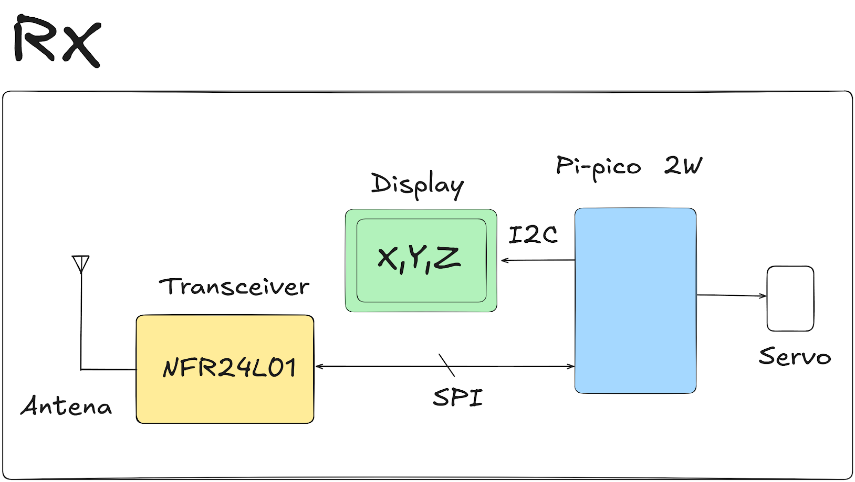 RX
Pi-pico 2W
Display
I2C
X,Y,Z
Transceiver
NFR24L01
Servo
SPI
Antena